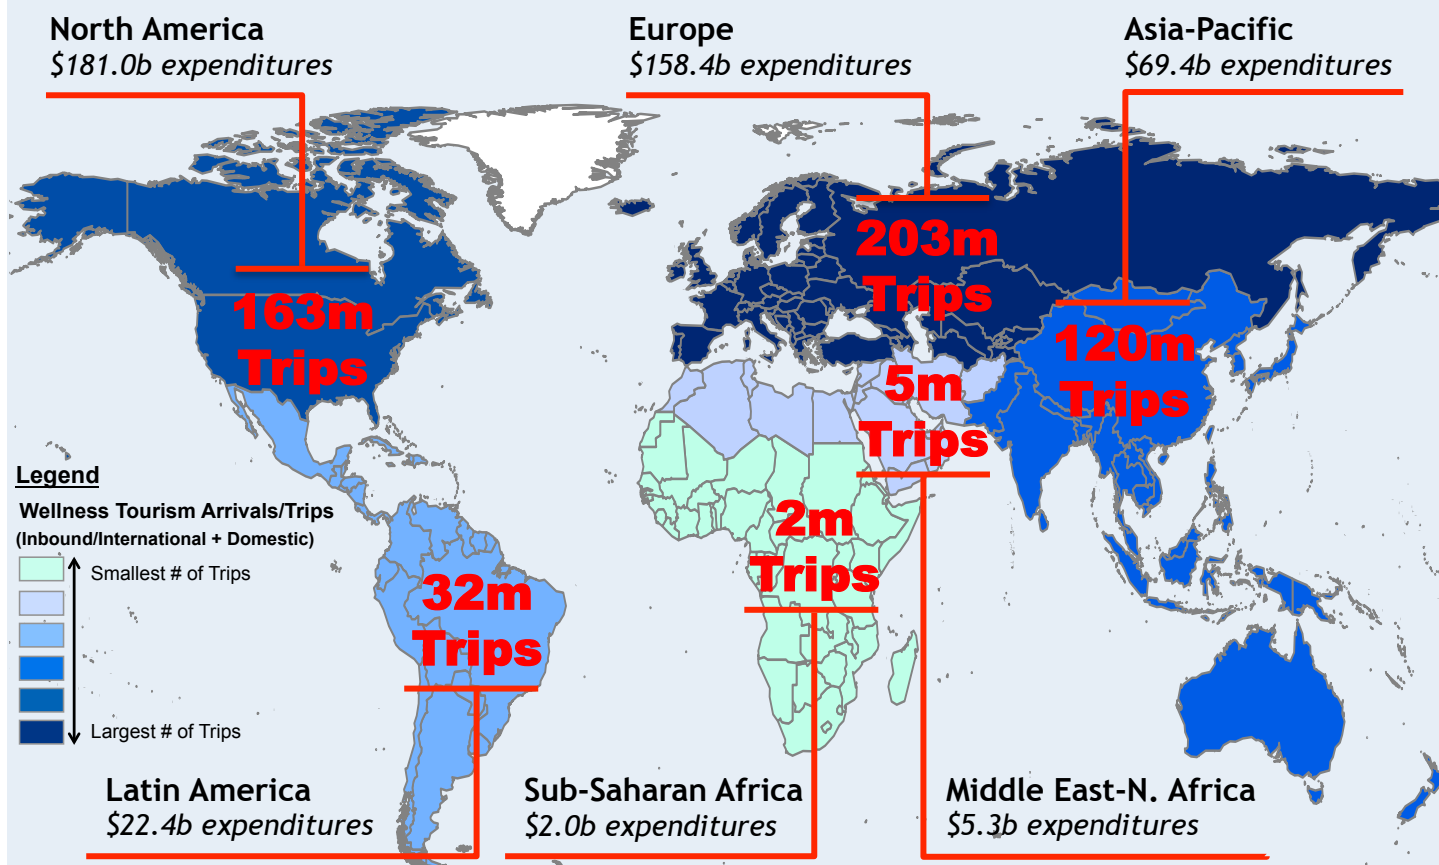 North America
$181.0b expenditures
Europe
$158.4b expenditures
Asia-Pacific
$69.4b expenditures
163m
Trips
203m
Trips
120m
Trips
5m
Trips
2m
Trips
32m
Trips
Legend
Wellness Tourism Arrivals/Trips
(Inbound/International + Domestic)
Smallest # of Trips
Largest # of Trips
Latin America
$22.4b expenditures
Sub-Saharan Africa
$2.0b expenditures
Middle East-N. Africa
$5.3b expenditures